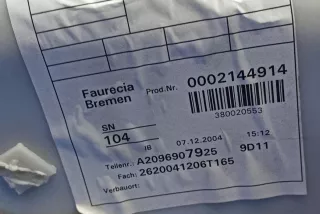 Faurecia Prod.Nr. 0002144914
Bremen
380020553
SN
104
IB 07.12.2004 15:12
Teilenr.: A2096907925 9D11
Fach: 2620041206T165
Verbauort: